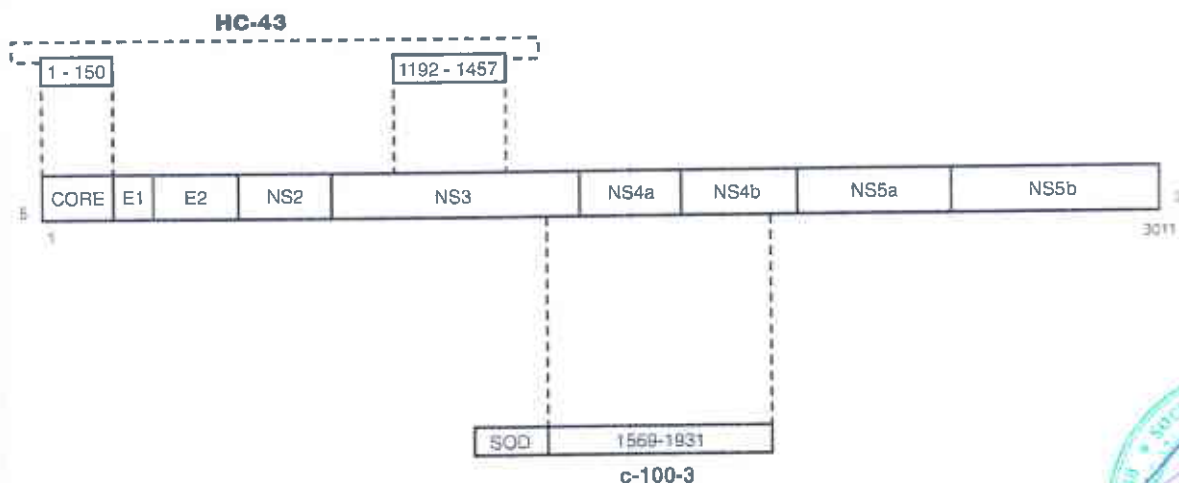 HC-43
1 - 150
1192 - 1457
5 CORE E1 E2 NS2 NS3 NS4a NS4b NS5a NS5b
1 3011
SOD 1569-1931
c-100-3
SOC